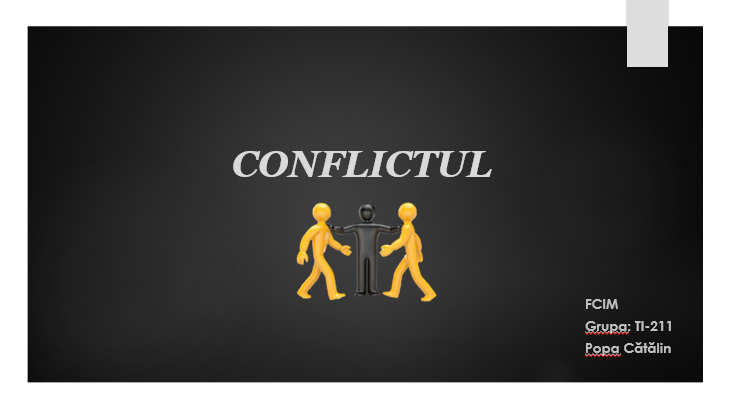 CONFLICTUL
FCIM
Grupa: TI-211
Popa Cătălin